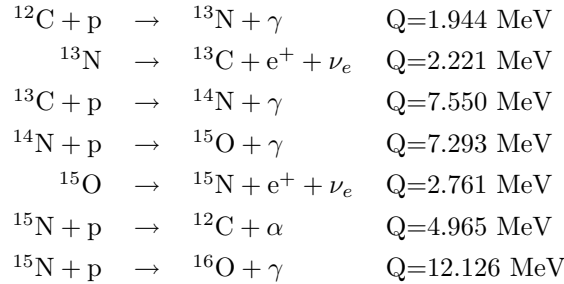 ¹²C + p → ¹³N + γ Q=1.944 MeV
¹³N → ¹³C + e⁺ + νₑ Q=2.221 MeV
¹³C + p → ¹⁴N + γ Q=7.550 MeV
¹⁴N + p → ¹⁵O + γ Q=7.293 MeV
¹⁵O → ¹⁵N + e⁺ + νₑ Q=2.761 MeV
¹⁵N + p → ¹²C + α Q=4.965 MeV
¹⁵N + p → ¹⁶O + γ Q=12.126 MeV